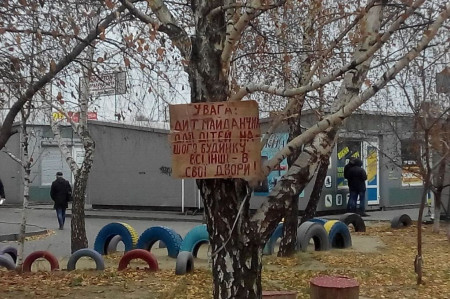 УВАГА!
ДИТ МАЙДАНЧИК
ДЛЯ ДІТЕЙ НА-
ШОГО БУДИНКУ
ВСІ ІНШІ - В
СВОЇ ДВОРИ!